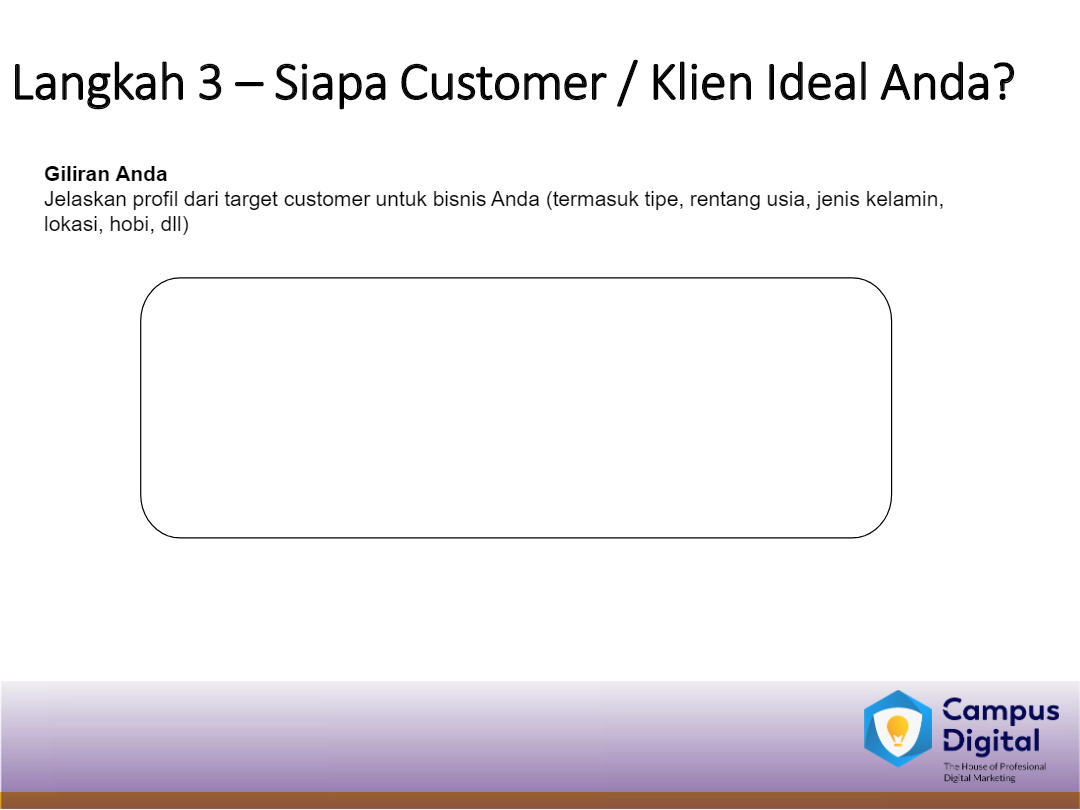 Langkah 3 – Siapa Customer / Klien Ideal Anda?
Giliran Anda
Jelaskan profil dari target customer untuk bisnis Anda (termasuk tipe, rentang usia, jenis kelamin,
lokasi, hobi, dll)
Campus
Digital
The House of Profesional
Digital Marketing